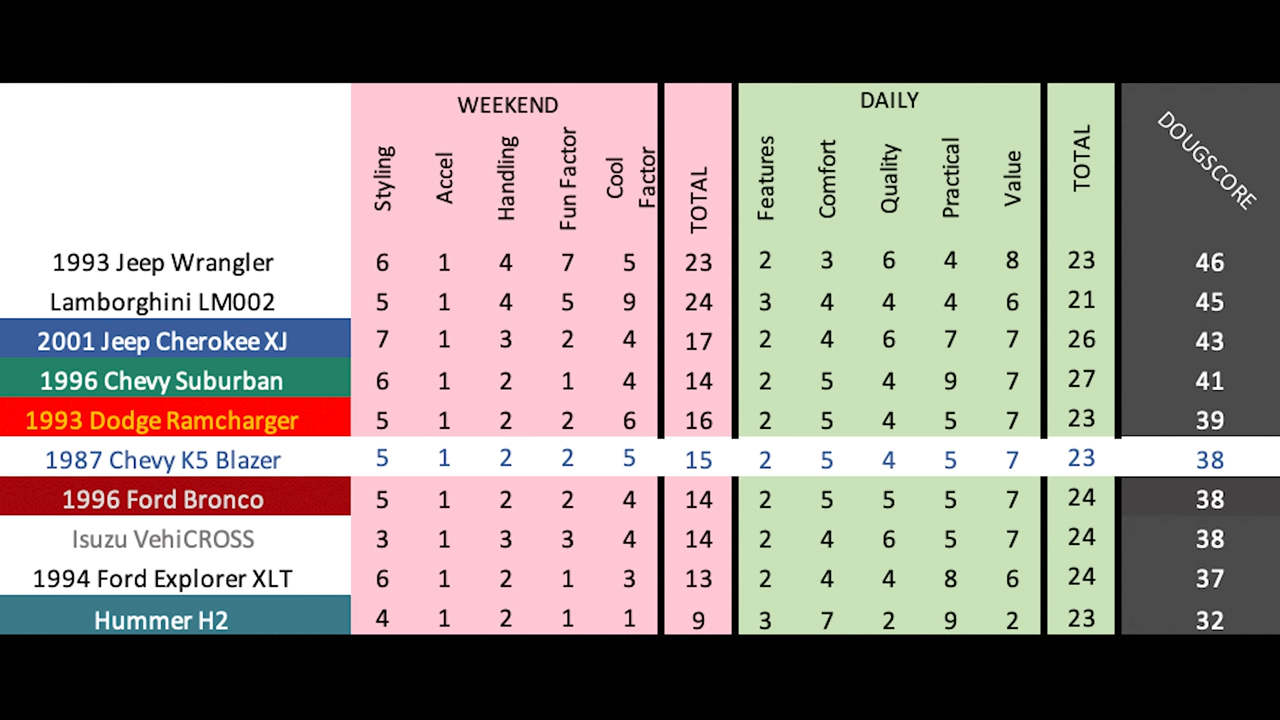 WEEKEND DAILY
Styling Accel Handling Fun Factor Cool Factor TOTAL Features Comfort Quality Practical Value TOTAL DOUGSCORE
1993 Jeep Wrangler 6 1 4 7 5 23 2 3 6 4 8 23 46
Lamborghini LM002 5 1 4 5 9 24 3 4 4 4 6 21 45
2001 Jeep Cherokee XJ 7 1 3 2 4 17 2 4 6 7 7 26 43
1996 Chevy Suburban 6 1 2 1 4 14 2 5 4 9 7 27 41
1993 Dodge Ramcharger 5 1 2 2 6 16 2 5 4 5 7 23 39
1987 Chevy K5 Blazer 5 1 2 2 5 15 2 5 4 5 7 23 38
1996 Ford Bronco 5 1 2 2 4 14 2 5 5 5 7 24 38
Isuzu VehiCROSS 3 1 3 3 4 14 2 4 6 5 7 24 38
1994 Ford Explorer XLT 6 1 2 1 3 13 2 4 4 8 6 24 37
Hummer H2 4 1 2 1 1 9 3 7 2 9 2 23 32